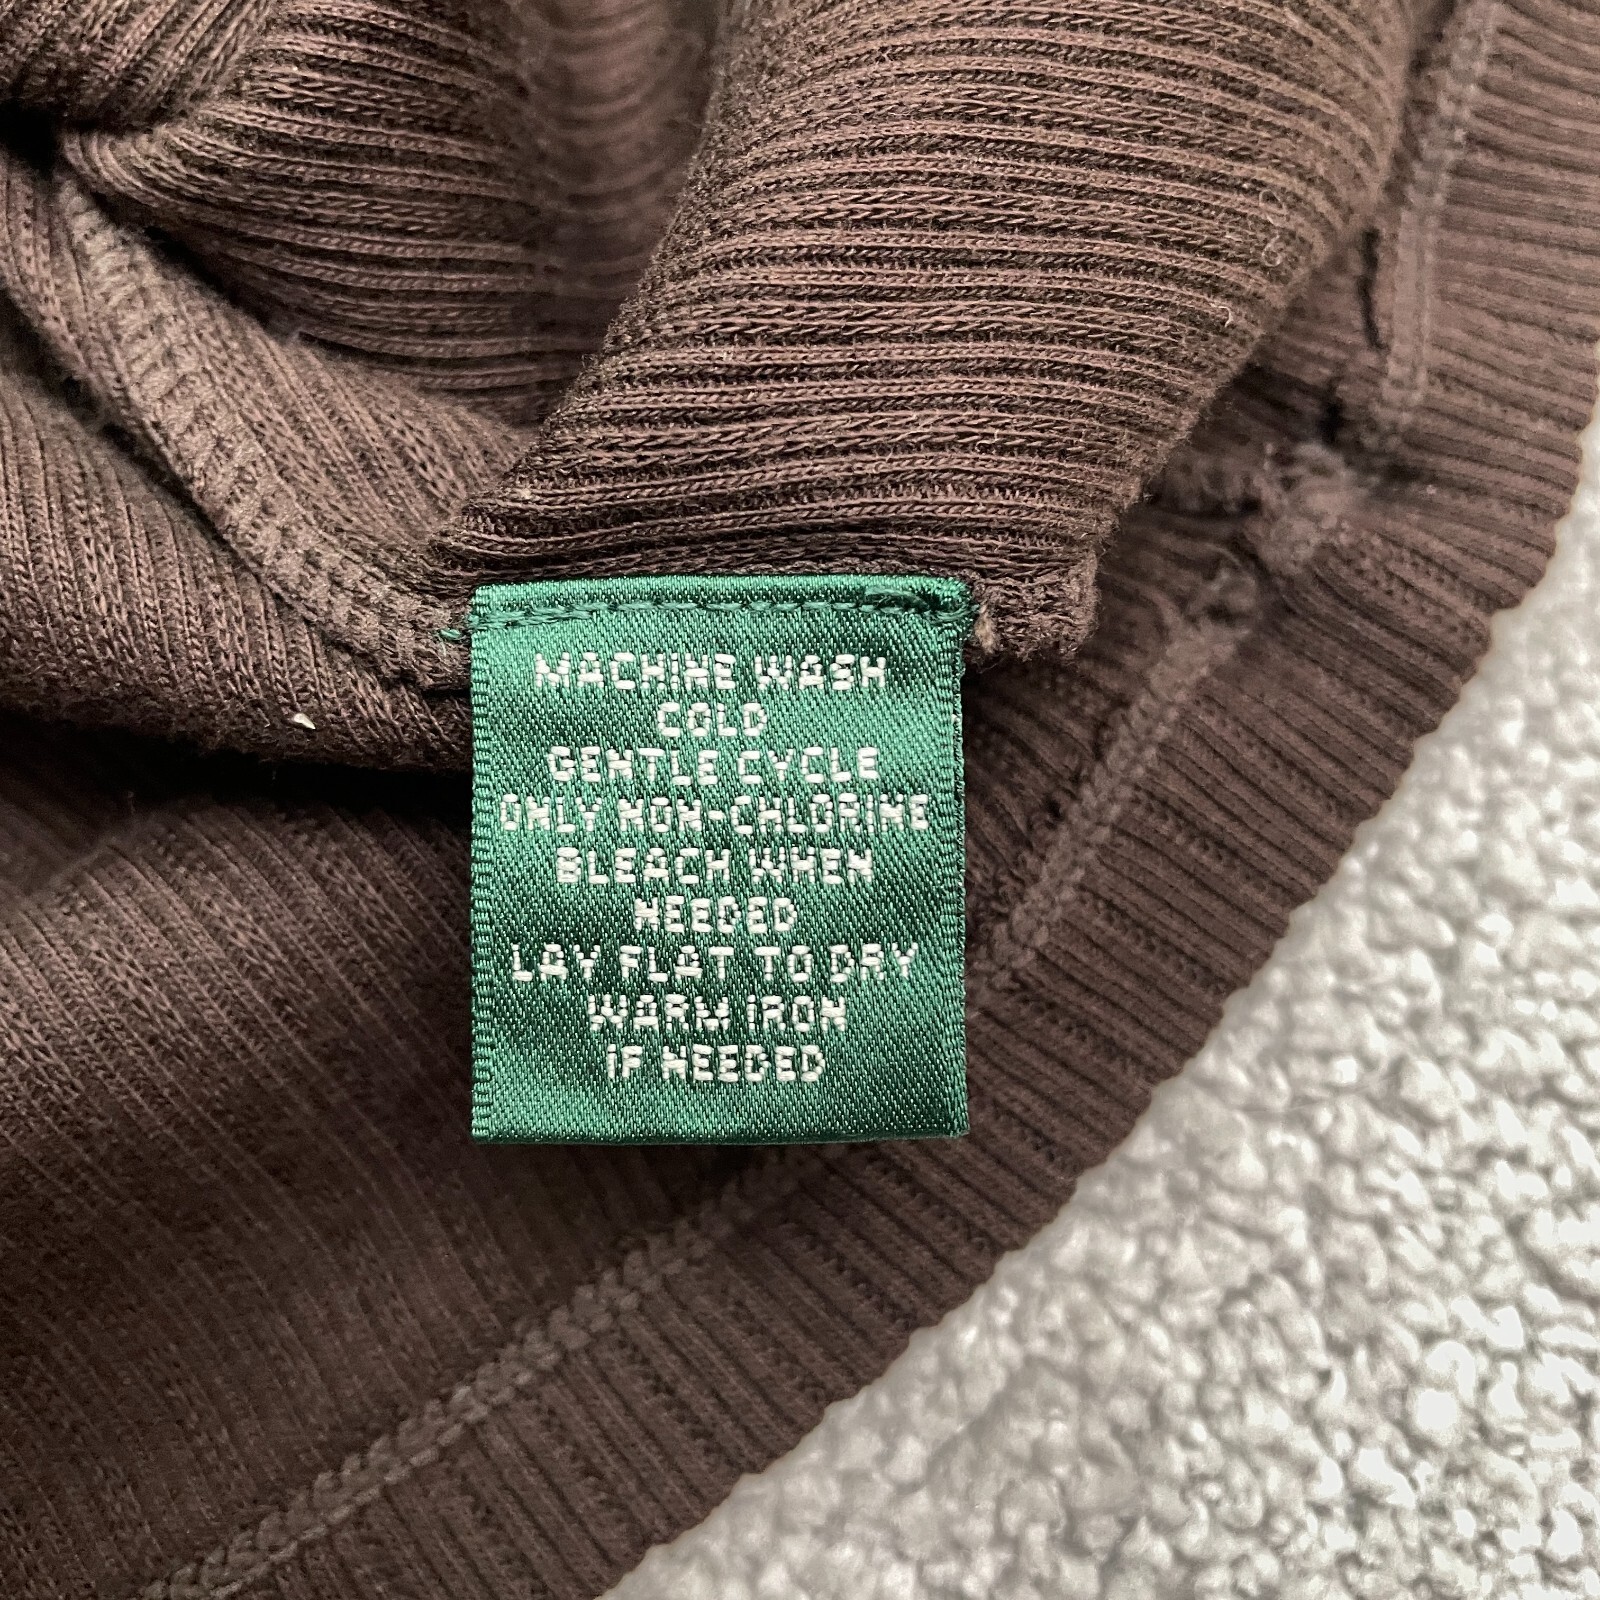 MACHINE WASH
COLD
GENTLE CYCLE
ONLY NON-CHLORINE
BLEACH WHEN
NEEDED
LAY FLAT TO DRY
WARM IRON
IF NEEDED